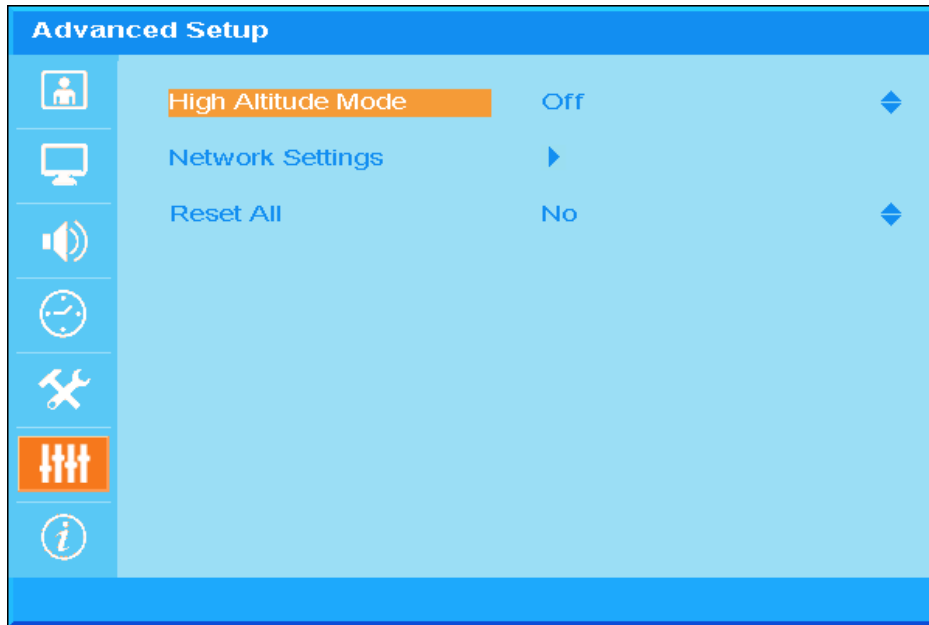 Advanced Setup
High Altitude Mode Off
Network Settings
Reset All No